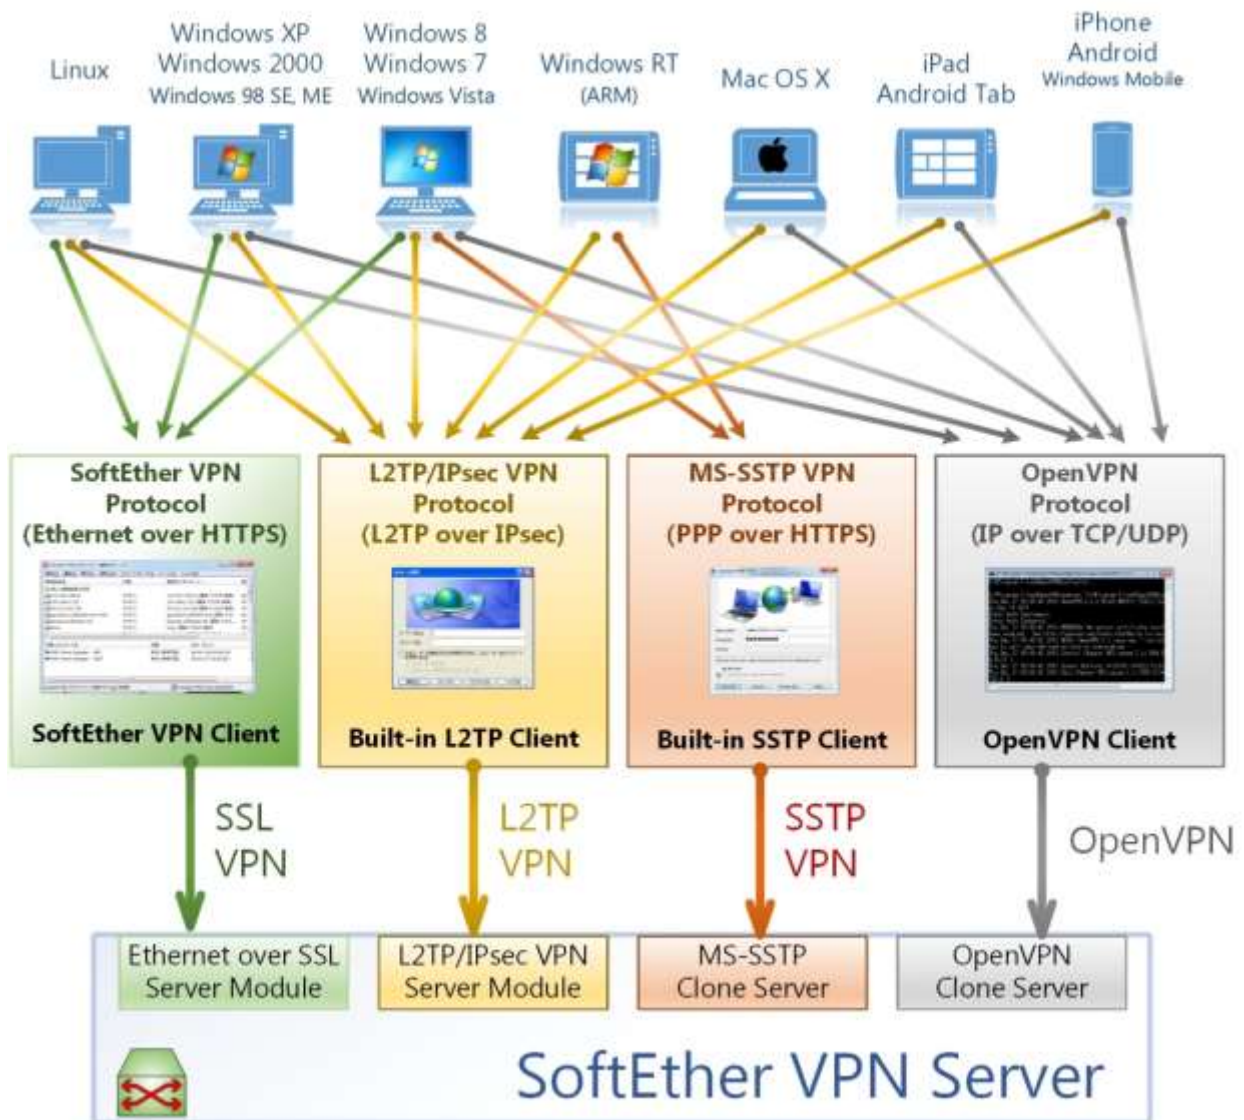 Linux
Windows XP
Windows 2000
Windows 98 SE, ME
Windows 8
Windows 7
Windows Vista
Windows RT
(ARM)
Mac OS X
iPad
Android Tab
iPhone
Android
Windows Mobile
SoftEther VPN
Protocol
(Ethernet over HTTPS)
SoftEther VPN Client
L2TP/IPsec VPN
Protocol
(L2TP over IPsec)
Built-in L2TP Client
MS-SSTP VPN
Protocol
(PPP over HTTPS)
Built-in SSTP Client
OpenVPN
Protocol
(IP over TCP/UDP)
OpenVPN Client
SSL
VPN
L2TP
VPN
SSTP
VPN
OpenVPN
Ethernet over SSL
Server Module
L2TP/IPsec VPN
Server Module
MS-SSTP
Clone Server
OpenVPN
Clone Server
SoftEther VPN Server